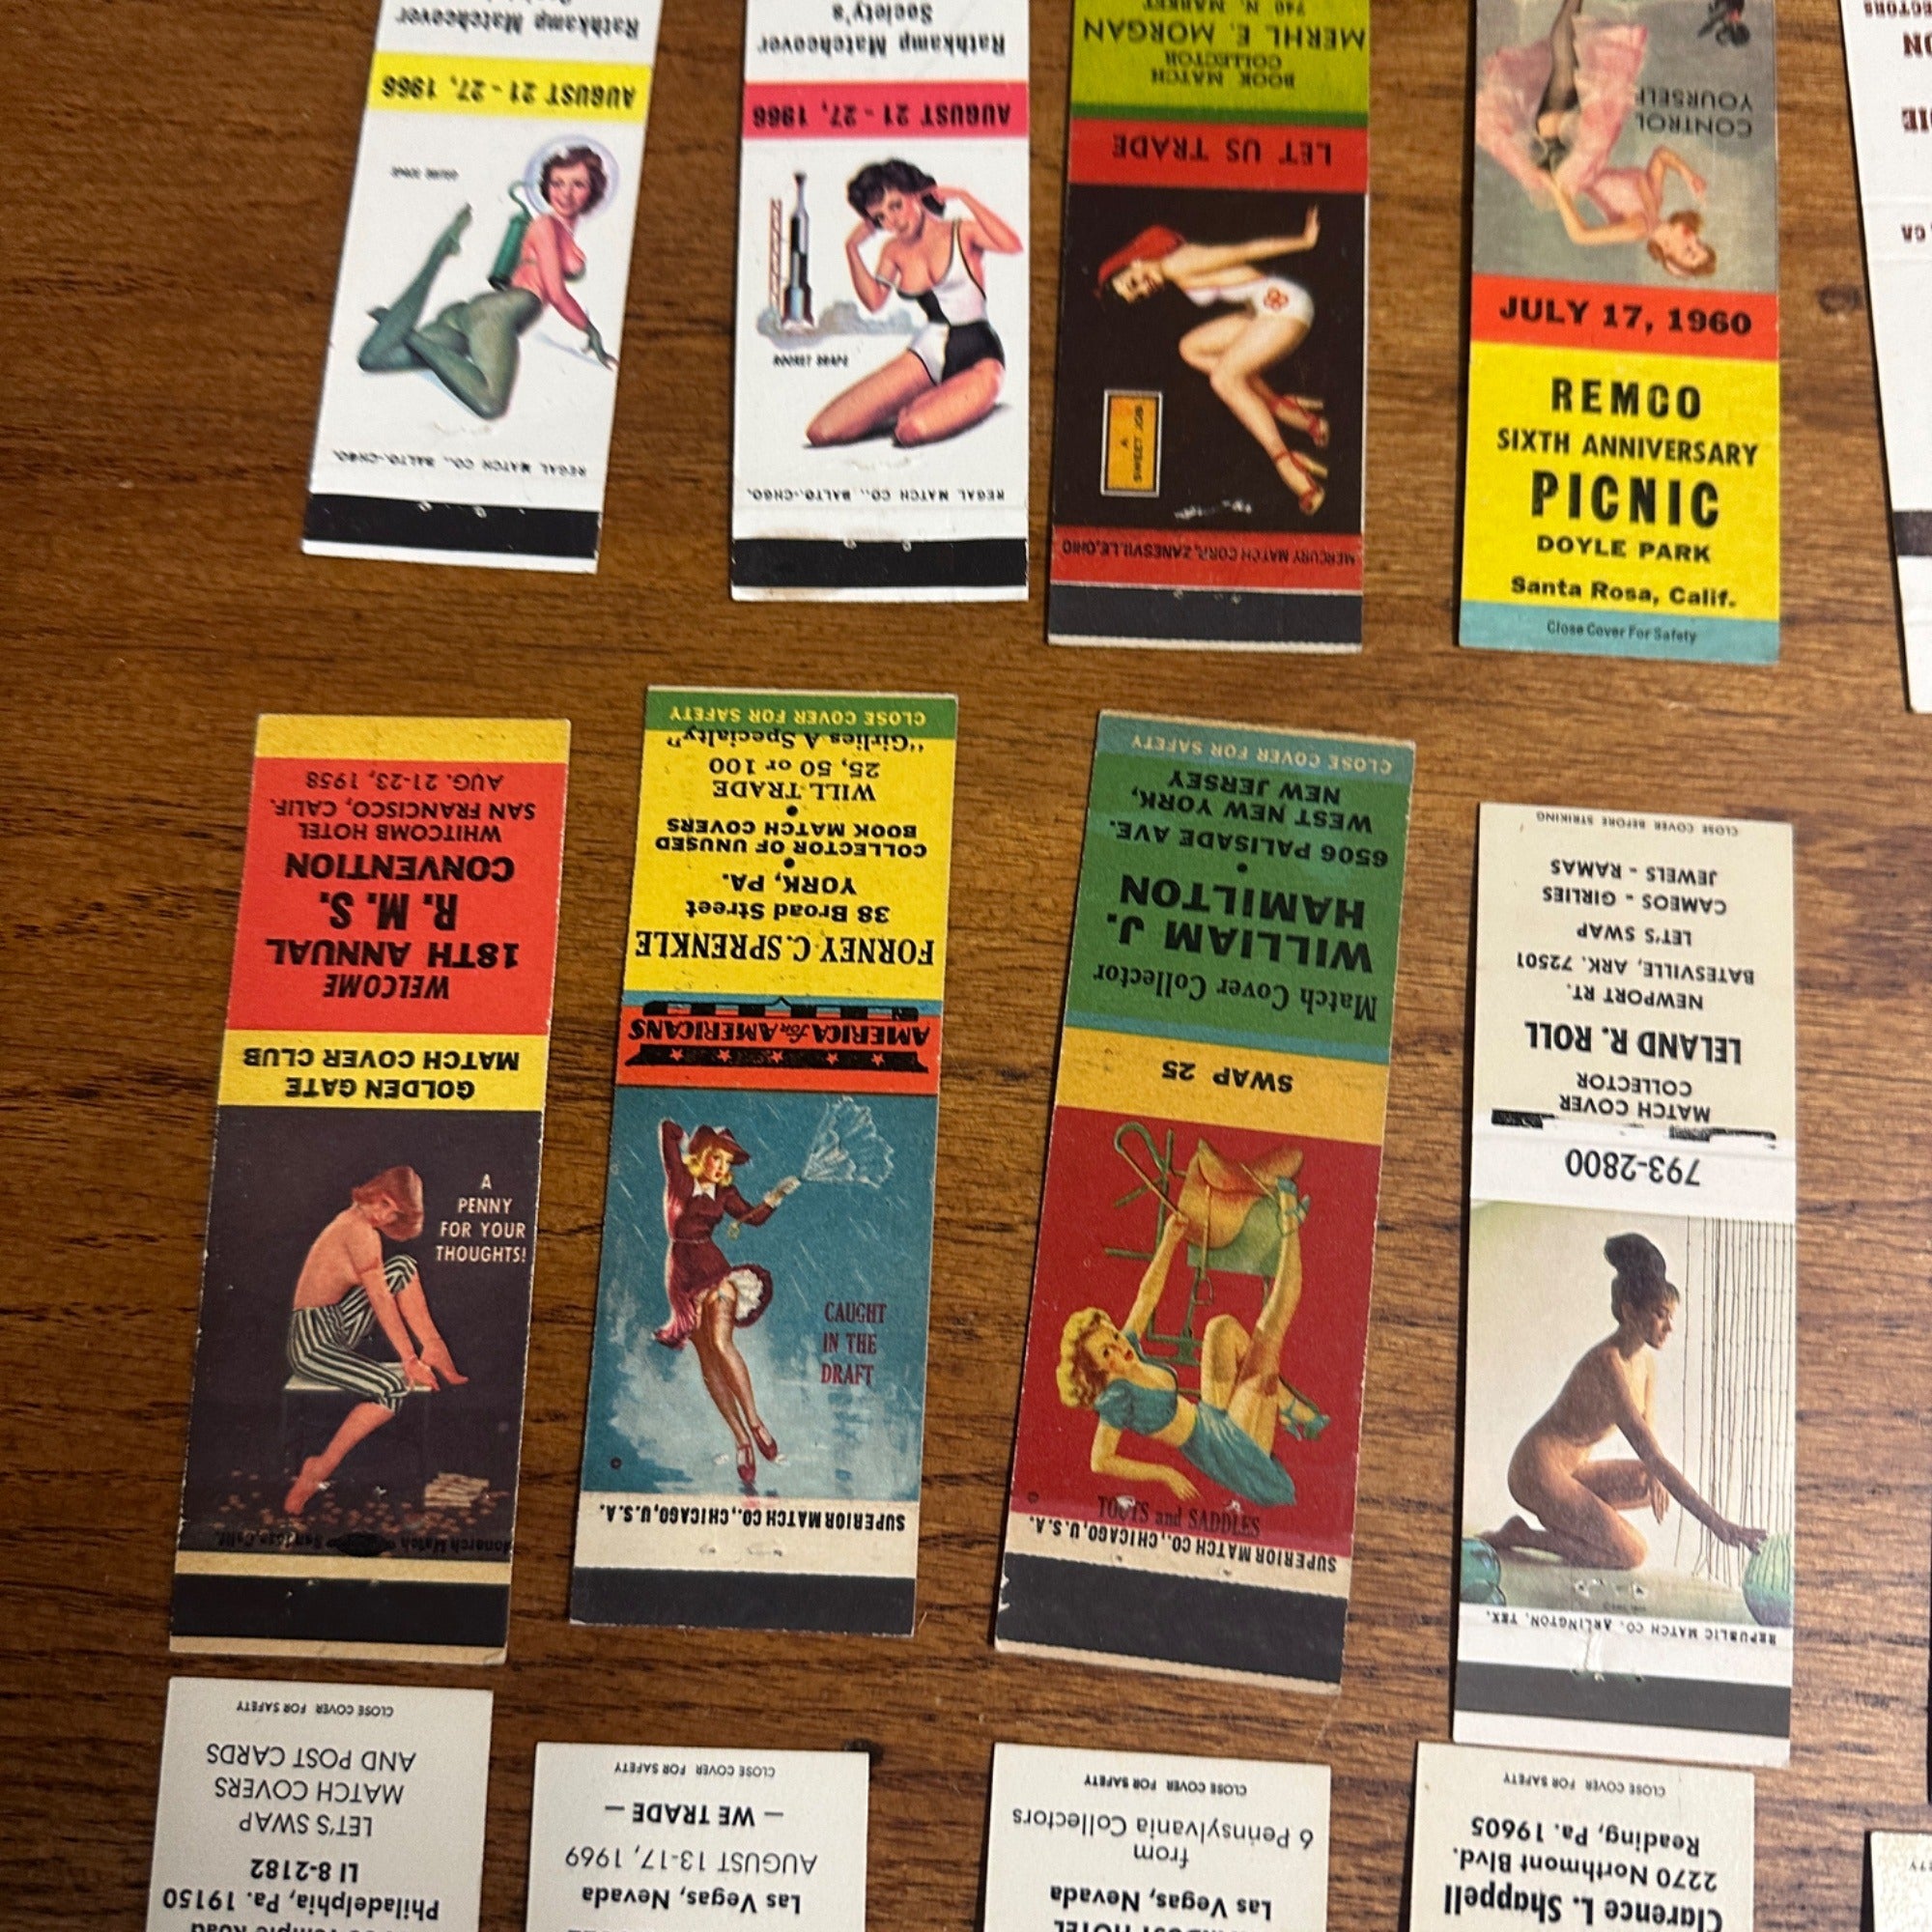 Rathkamp Matchcover
AUGUST 21 - 27, 1966
REGAL MATCH CO., BALTO.-CHGO.
Society's
Rathkamp Matchcover
AUGUST 21 - 27, 1966
ROCKET SHAPE
REGAL MATCH CO., BALTO.-CHGO.
740 N. MARKET
MERHL E. MORGAN
COLLECTOR
BOOK MATCH
LET US TRADE
A
SWEET JOB
MERCURY MATCH CORP., ZANESVILLE, OHIO
CONTROL
YOURSELF
JULY 17, 1960
REMCO
SIXTH ANNIVERSARY
PICNIC
DOYLE PARK
Santa Rosa, Calif.
Close Cover For Safety
CA
WELCOME
18TH ANNUAL
R. M. S.
CONVENTION
WHITCOMB HOTEL
SAN FRANCISCO, CALIF.
AUG. 21-23, 1958
GOLDEN GATE
MATCH COVER CLUB
A
PENNY
FOR YOUR
THOUGHTS!
Monarch Match San Jose, Calif.
AMERICA for AMERICANS
FORNEY C. SPRENKLE
38 Broad Street
YORK, PA.
•
COLLECTOR OF UNUSED
BOOK MATCH COVERS
•
WILL TRADE
25, 50 or 100
"Girlies A Specialty"
CLOSE COVER FOR SAFETY
CAUGHT
IN THE
DRAFT
SUPERIOR MATCH CO., CHICAGO, U.S.A.
Match Cover Collector
WILLIAM J.
HAMILTON
•
6506 PALISADE AVE.
WEST NEW YORK,
NEW JERSEY
CLOSE COVER FOR SAFETY
SWAP 25
TOOTS and SADDLES
SUPERIOR MATCH CO., CHICAGO, U.S.A.
793-2800
MATCH COVER
COLLECTOR
LELAND R. ROLL
NEWPORT RT.
BATESVILLE, ARK. 72501
LET'S SWAP
CAMEOS - GIRLIES
JEWELS - RAMAS
CLOSE COVER BEFORE STRIKING
REPUBLIC MATCH CO. ARLINGTON, TEX.
Philadelphia, Pa. 19150
LI 8-2182
LET'S SWAP
MATCH COVERS
AND POST CARDS
CLOSE COVER FOR SAFETY
Las Vegas, Nevada
AUGUST 13-17, 1969
— WE TRADE —
CLOSE COVER FOR SAFETY
HOTEL
Las Vegas, Nevada
from
6 Pennsylvania Collectors
CLOSE COVER FOR SAFETY
Clarence L. Shappell
2270 Northmont Blvd.
Reading, Pa. 19605
CLOSE COVER FOR SAFETY